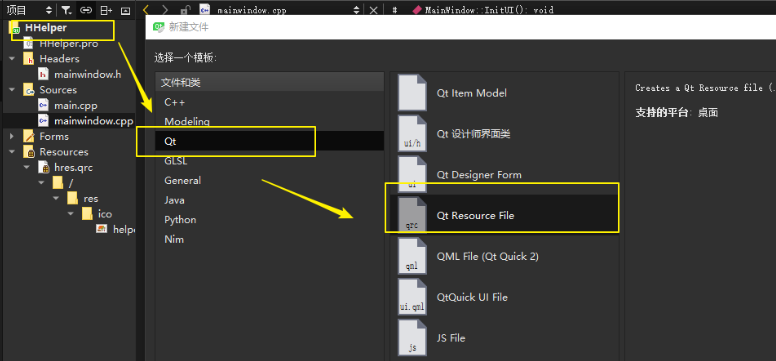 项目
mainwindow.cpp
#
MainWindow::InitUI(): void
HHelper
HHelper.pro
Headers
mainwindow.h
Sources
main.cpp
mainwindow.cpp
Forms
Resources
hres.qrc
/
res
ico
helpe
新建文件
选择一个模板:
文件和类
C++
Modeling
Qt
GLSL
General
Java
Python
Nim
Qt Item Model
ui/h
Qt 设计师界面类
ui
Qt Designer Form
qrc
Qt Resource File
qml
QML File (Qt Quick 2)
ui.qml
QtQuick UI File
js
JS File
Creates a Qt Resource file (.
支持的平台: 桌面